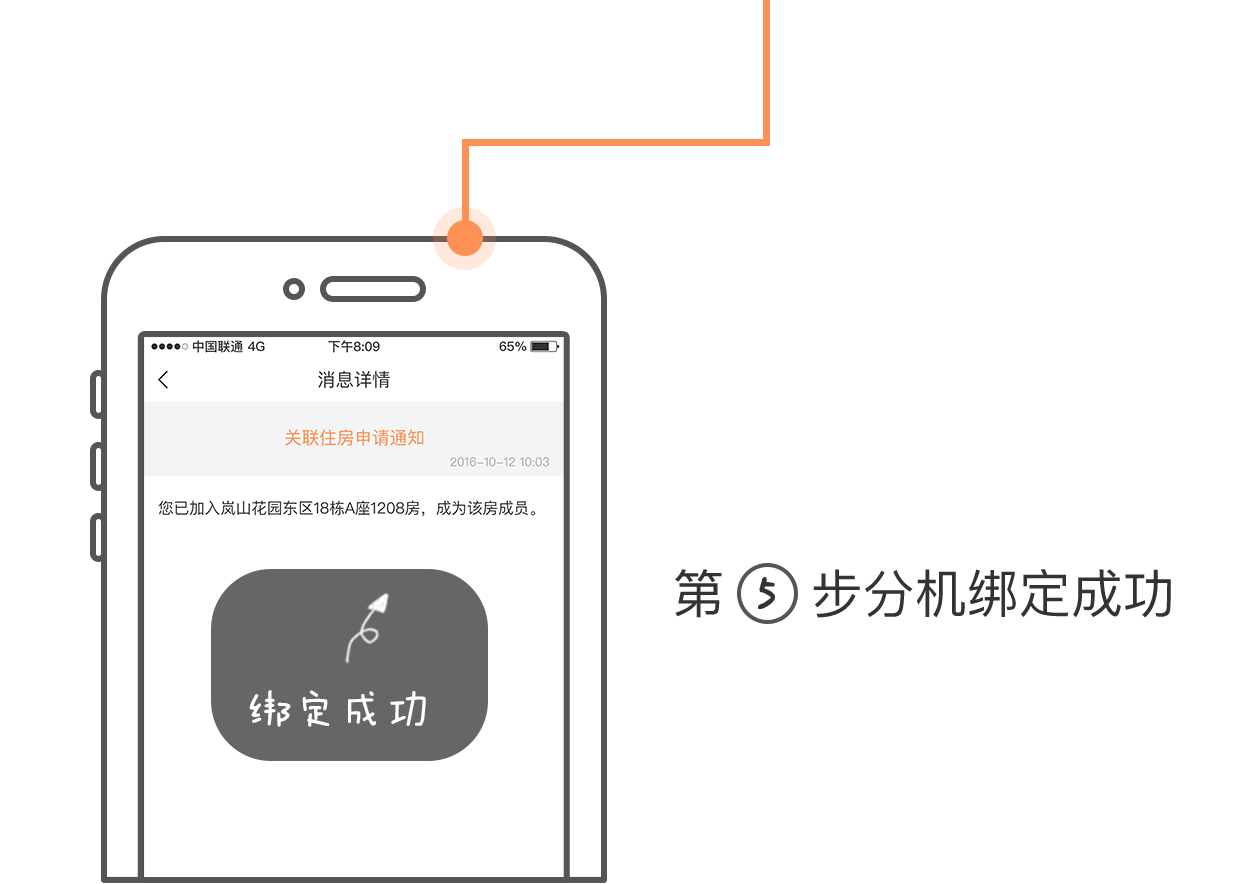 中国联通 4G 下午8:09 65%
消息详情
关联住房申请通知
2016-10-12 10:03
您已加入岚山花园东区18栋A座1208房，成为该房成员。
绑定成功
第 5 步分机绑定成功